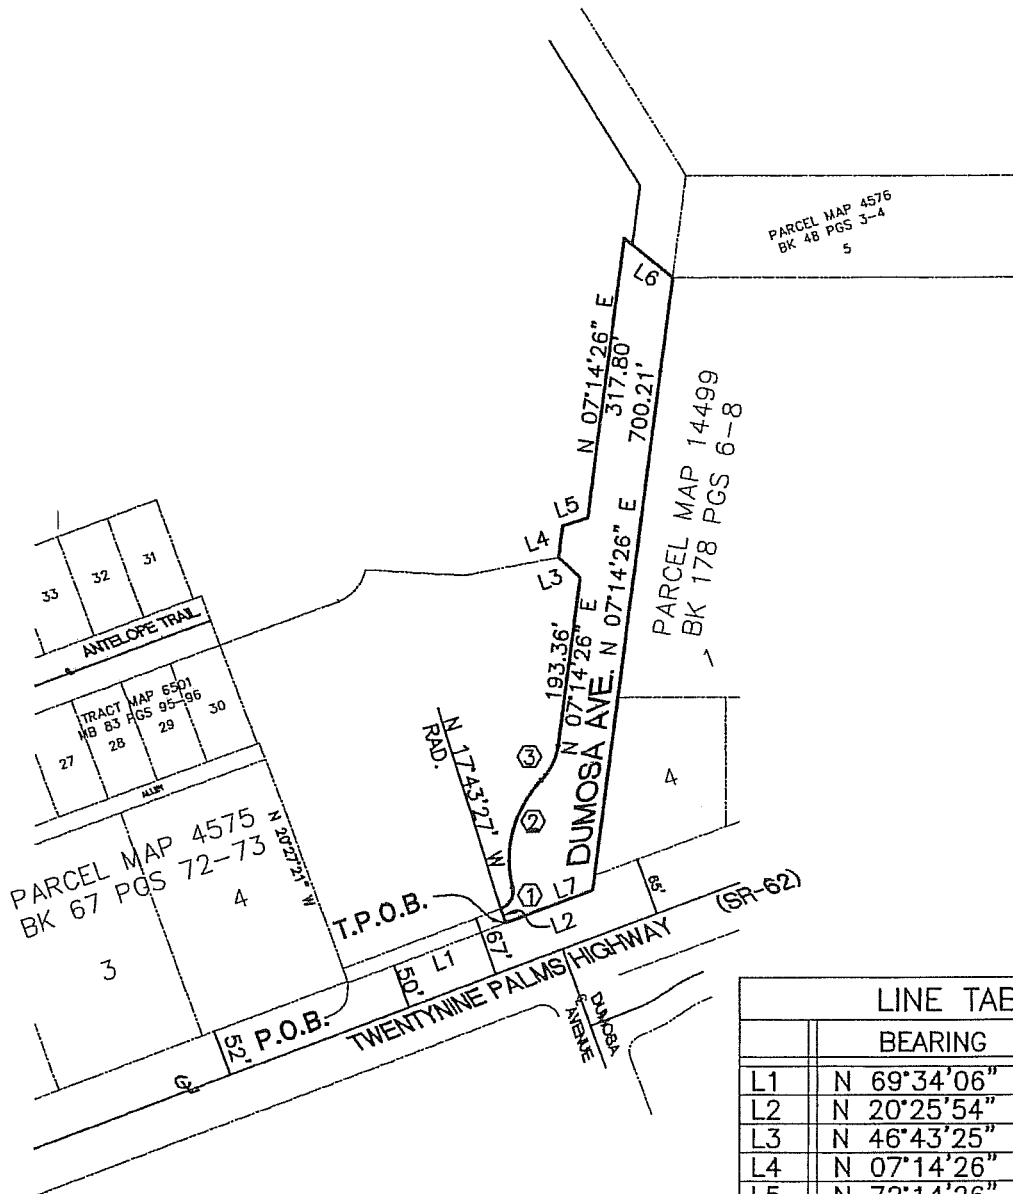 PARCEL MAP 4576
BK 48 PGS 3-4
5
L6
N 07°14'26" E
317.80'
700.21'
PARCEL MAP 14499
BK 178 PGS 6-8
1
L5
L4
L3
N 07°14'26" E
193.36'
N 07°14'26" E
DUMOSA AVE.
33
32
31
ANTELOPE TRAIL
TRACT MAP 6501
MB 83 PGS 95-96
27
28
29
30
N 17°43'27' W
RAD.
3
2
1
4
PARCEL MAP 4575
BK 67 PGS 72-73
4
3
N 20°27'21" W
T.P.O.B.
L7
L2
65'
(SR-62)
67'
L1
50'
TWENTYNINE PALMS HIGHWAY
P.O.B.
52'
DUMOSA
AVENUE
LINE TAB
BEARING
L1 N 69°34'06"
L2 N 20°25'54"
L3 N 46°43'25"
L4 N 07°14'26"